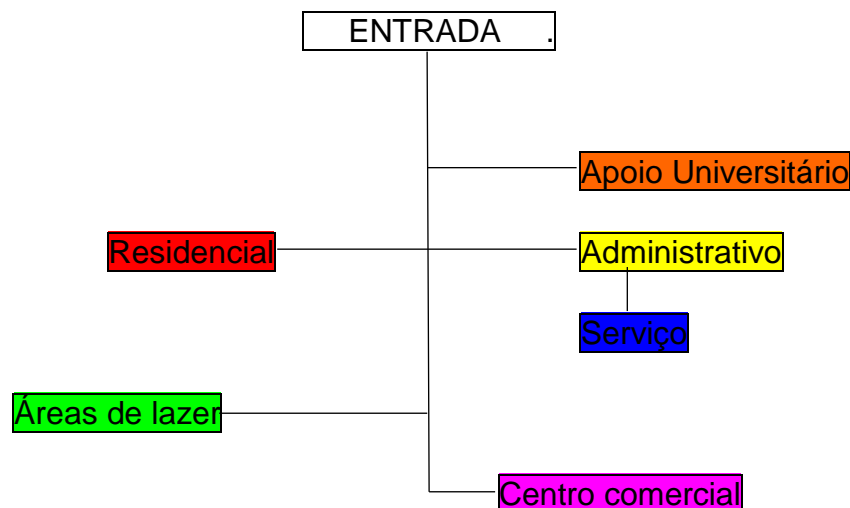 ENTRADA .
Apoio Universitário
Residencial
Administrativo
Serviço
Áreas de lazer
Centro comercial